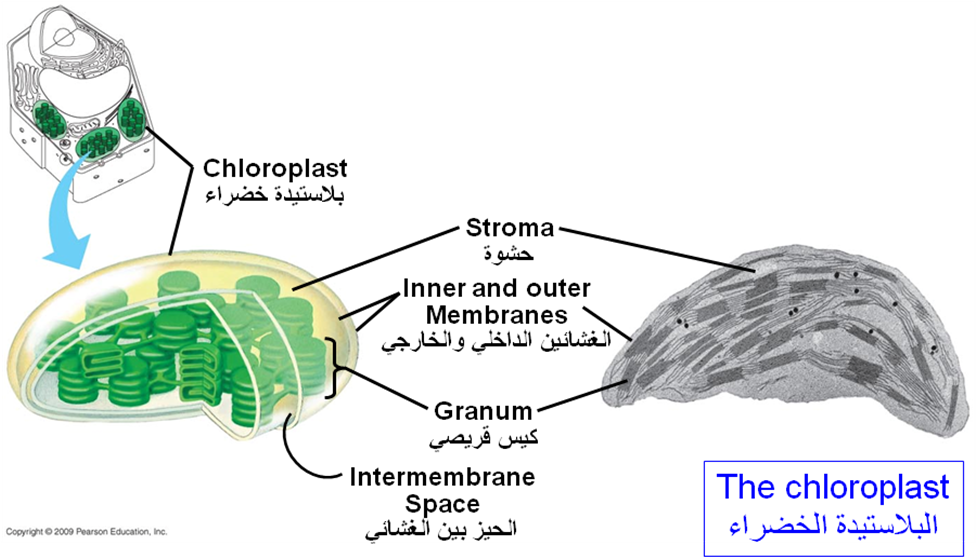 Chloroplast
بلاستيدة خضراء
Stroma
حشوة
Inner and outer
Membranes
الغشائين الداخلي والخارجي
Granum
كيس قريصي
Intermembrane
Space
الحيز بين الغشائي
The chloroplast
البلاستيدة الخضراء
Copyright © 2009 Pearson Education, Inc.